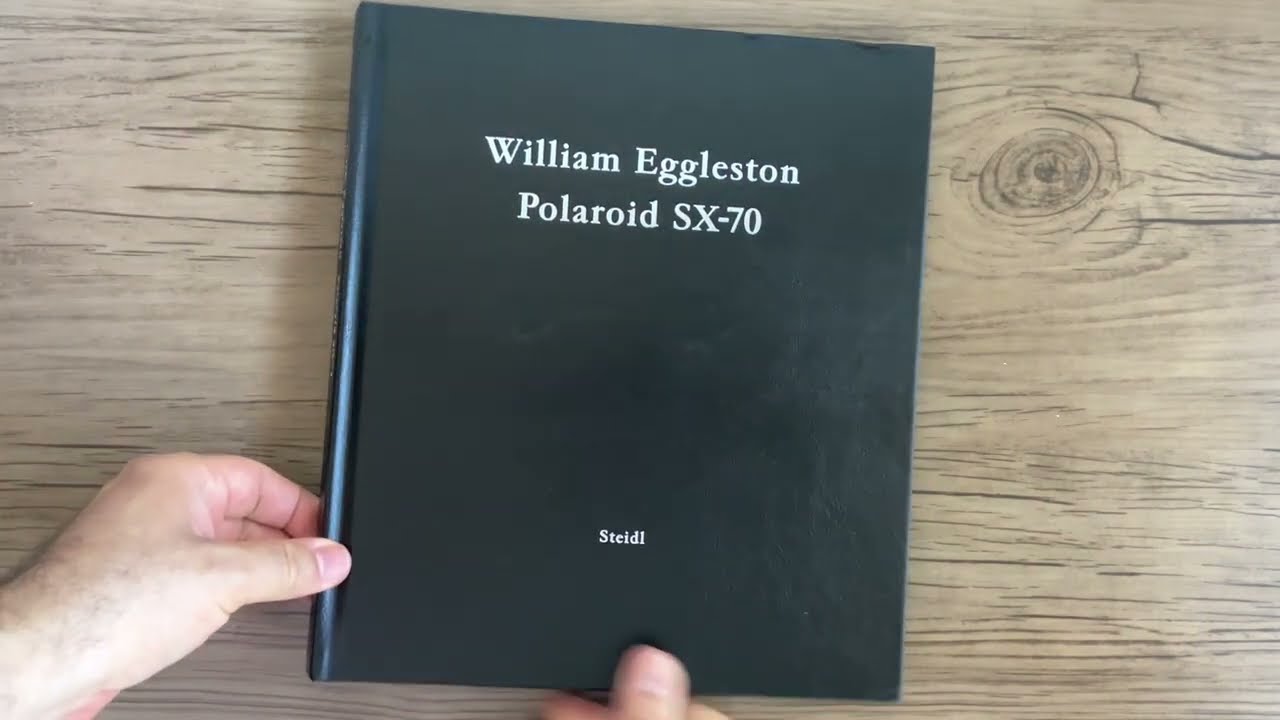 William Eggleston
Polaroid SX-70
Steidl